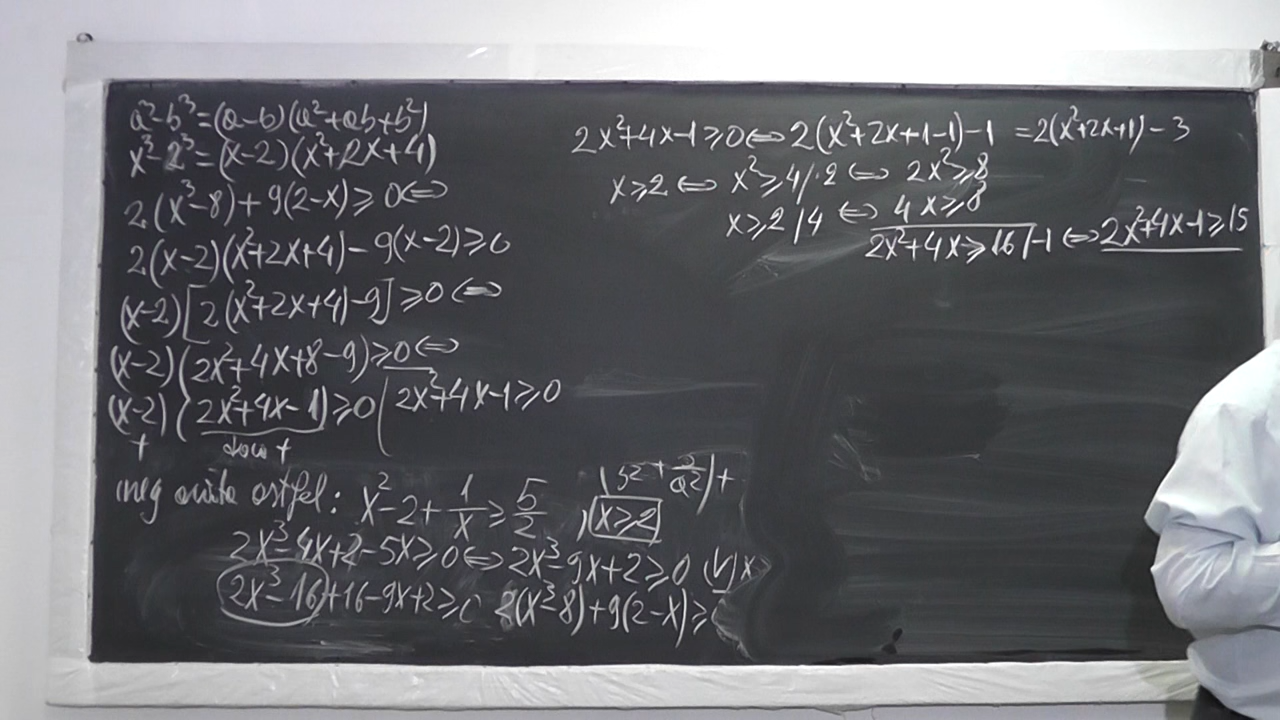 a³-b³=(a-b)(a²+ab+b²)
x³-2³=(x-2)(x²+2x+4)
2(x³-8)+9(2-x)≥0⇔
2(x-2)(x²+2x+4)-9(x-2)≥0
(x-2)[2(x²+2x+4)-9]≥0⇔
(x-2)(2x²+4x+8-9)≥0⇔
(x-2)(2x²+4x-1)≥0 ( 2x²+4x-1≥0
+ +
ineg astfel: x²-2+1/x≥5/2 , x≥2
2x³-4x+2-5x≥0⇔2x³-9x+2≥0 (∀)x≥
2x³-16+16-9x+2≥0 2(x³-8)+9(2-x)≥0
2x²+4x-1≥0⇔2(x²+2x+1-1)-1 =2(x²+2x+1)-3
x≥2⇔x²≥4/·2⇔2x²≥8
x≥2/4⇔4x≥8
2x²+4x≥16/-1⇔2x²+4x-1≥15